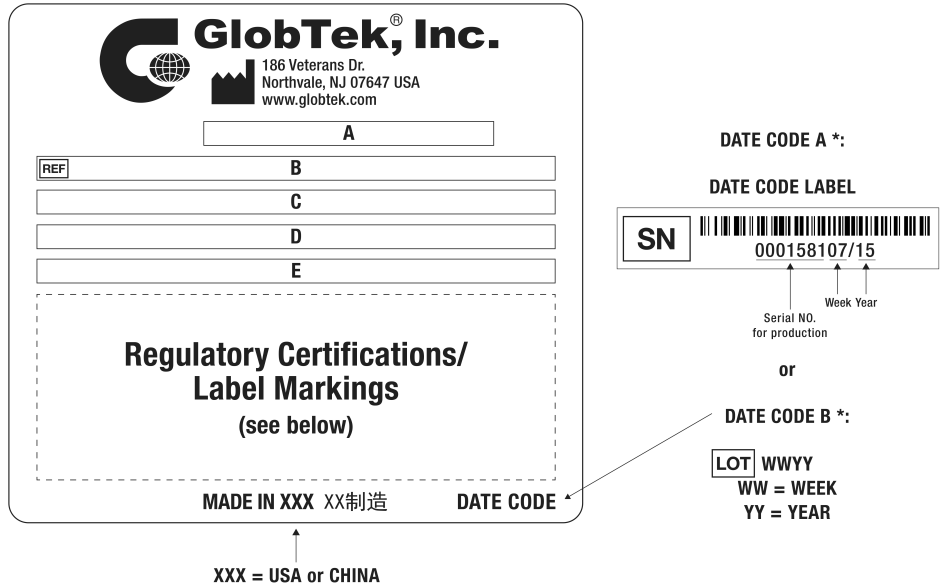 GlobTek,® Inc.
186 Veterans Dr.
Northvale, NJ 07647 USA
www.globtek.com
A
REF B
C
D
E
Regulatory Certifications/
Label Markings
(see below)
MADE IN XXX XX制造 DATE CODE
XXX = USA or CHINA
DATE CODE A *:
DATE CODE LABEL
SN
000158107/15
Week Year
Serial NO.
for production
or
DATE CODE B *:
LOT WWYY
WW = WEEK
YY = YEAR